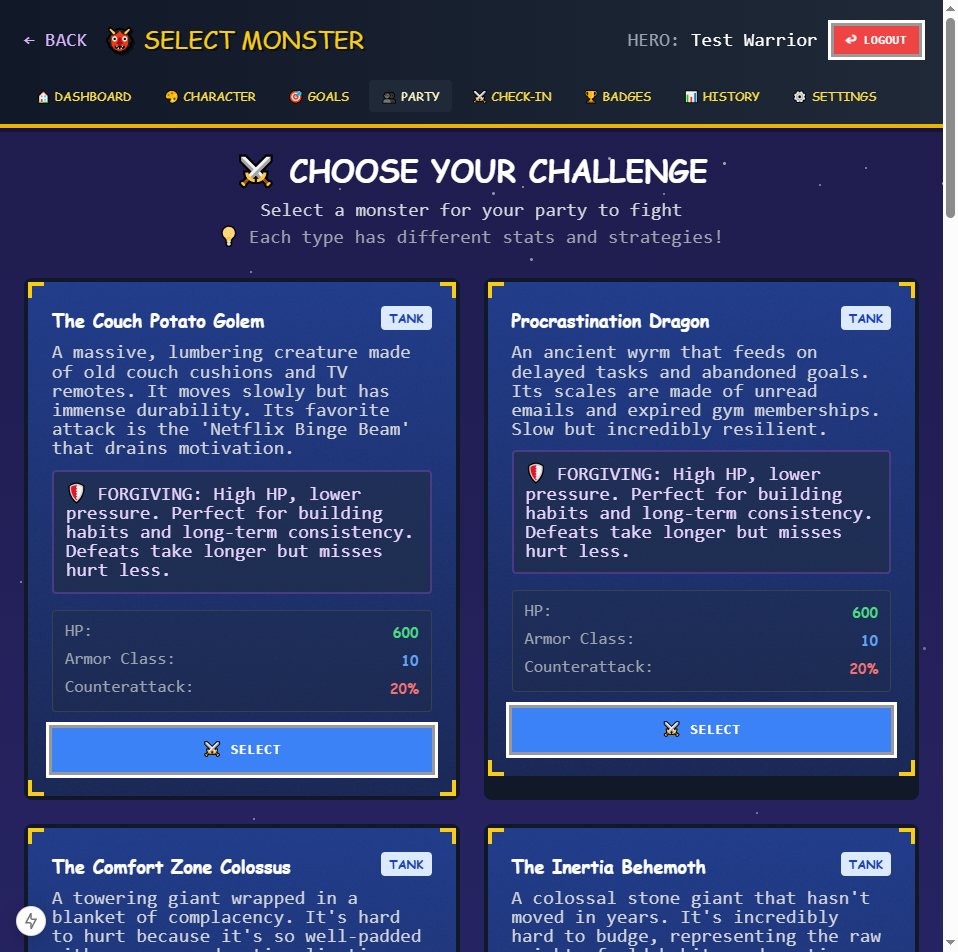 ← BACK
SELECT MONSTER
HERO: Test Warrior
LOGOUT
DASHBOARD
CHARACTER
GOALS
PARTY
CHECK-IN
BADGES
HISTORY
SETTINGS
CHOOSE YOUR CHALLENGE
Select a monster for your party to fight
Each type has different stats and strategies!
The Couch Potato Golem
TANK
A massive, lumbering creature made
of old couch cushions and TV
remotes. It moves slowly but has
immense durability. Its favorite
attack is the 'Netflix Binge Beam'
that drains motivation.
FORGIVING: High HP, lower
pressure. Perfect for building
habits and long-term consistency.
Defeats take longer but misses
hurt less.
HP: 600
Armor Class: 10
Counterattack: 20%
SELECT
Procrastination Dragon
TANK
An ancient wyrm that feeds on
delayed tasks and abandoned goals.
Its scales are made of unread
emails and expired gym memberships.
Slow but incredibly resilient.
FORGIVING: High HP, lower
pressure. Perfect for building
habits and long-term consistency.
Defeats take longer but misses
hurt less.
HP: 600
Armor Class: 10
Counterattack: 20%
SELECT
The Comfort Zone Colossus
TANK
A towering giant wrapped in a
blanket of complacency. It's hard
to hurt because it's so well-padded
The Inertia Behemoth
TANK
A colossal stone giant that hasn't
moved in years. It's incredibly
hard to budge, representing the raw